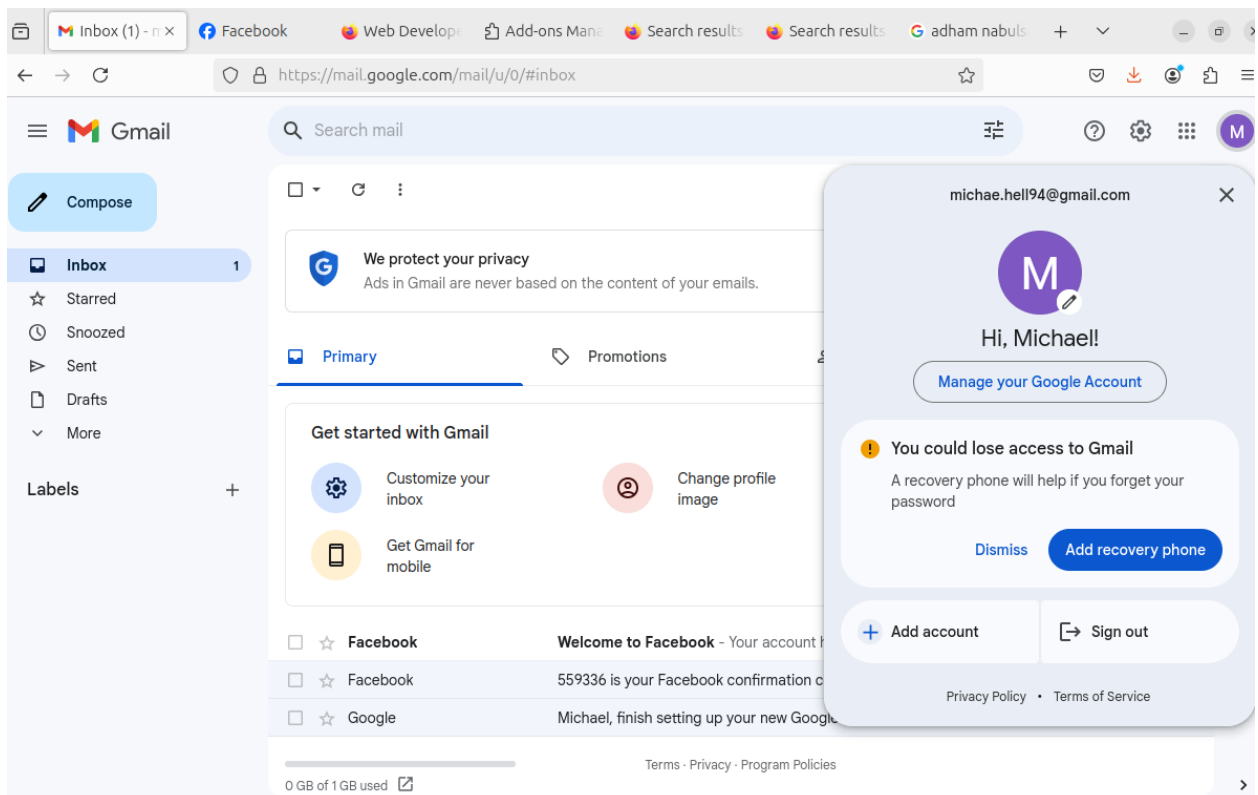 Inbox (1) - m
Facebook
Web Develope
Add-ons Mana
Search results
Search results
adham nabuls
https://mail.google.com/mail/u/0/#inbox
Gmail
Search mail
M
Compose
Inbox 1
Starred
Snoozed
Sent
Drafts
More
Labels
We protect your privacy
Ads in Gmail are never based on the content of your emails.
Primary
Promotions
Get started with Gmail
Customize your
inbox
Change profile
image
Get Gmail for
mobile
Facebook Welcome to Facebook - Your account h
Facebook 559336 is your Facebook confirmation c
Google Michael, finish setting up your new Google
Terms · Privacy · Program Policies
0 GB of 1 GB used
michae.hell94@gmail.com
M
Hi, Michael!
Manage your Google Account
You could lose access to Gmail
A recovery phone will help if you forget your
password
Dismiss
Add recovery phone
Add account
Sign out
Privacy Policy • Terms of Service